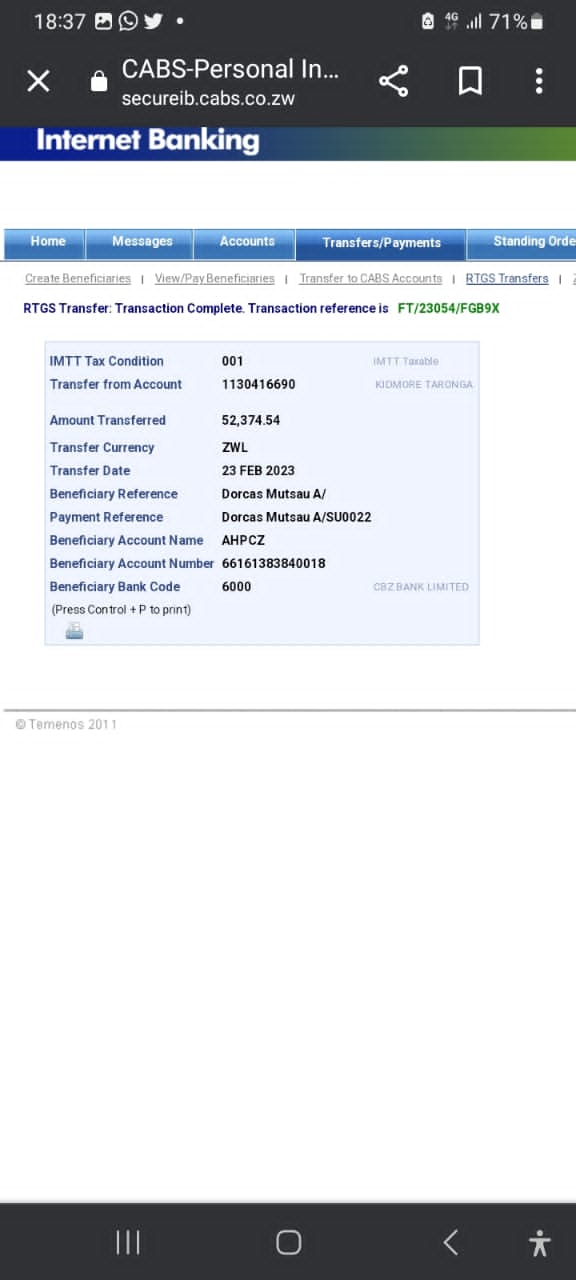 18:37 4G 71%
CABS-Personal In...
secureib.cabs.co.zw
Internet Banking
Home Messages Accounts Transfers/Payments Standing Orde
Create Beneficiaries | View/Pay Beneficiaries | Transfer to CABS Accounts | RTGS Transfers |
RTGS Transfer: Transaction Complete. Transaction reference is FT/23054/FGB9X
IMTT Tax Condition 001 IMTT Taxable
Transfer from Account 1130416690 KIDMORE TARONGA
Amount Transferred 52,374.54
Transfer Currency ZWL
Transfer Date 23 FEB 2023
Beneficiary Reference Dorcas Mutsau A/
Payment Reference Dorcas Mutsau A/SU0022
Beneficiary Account Name AHPCZ
Beneficiary Account Number 66161383840018
Beneficiary Bank Code 6000 CBZ BANK LIMITED
(Press Control + P to print)
© Temenos 2011